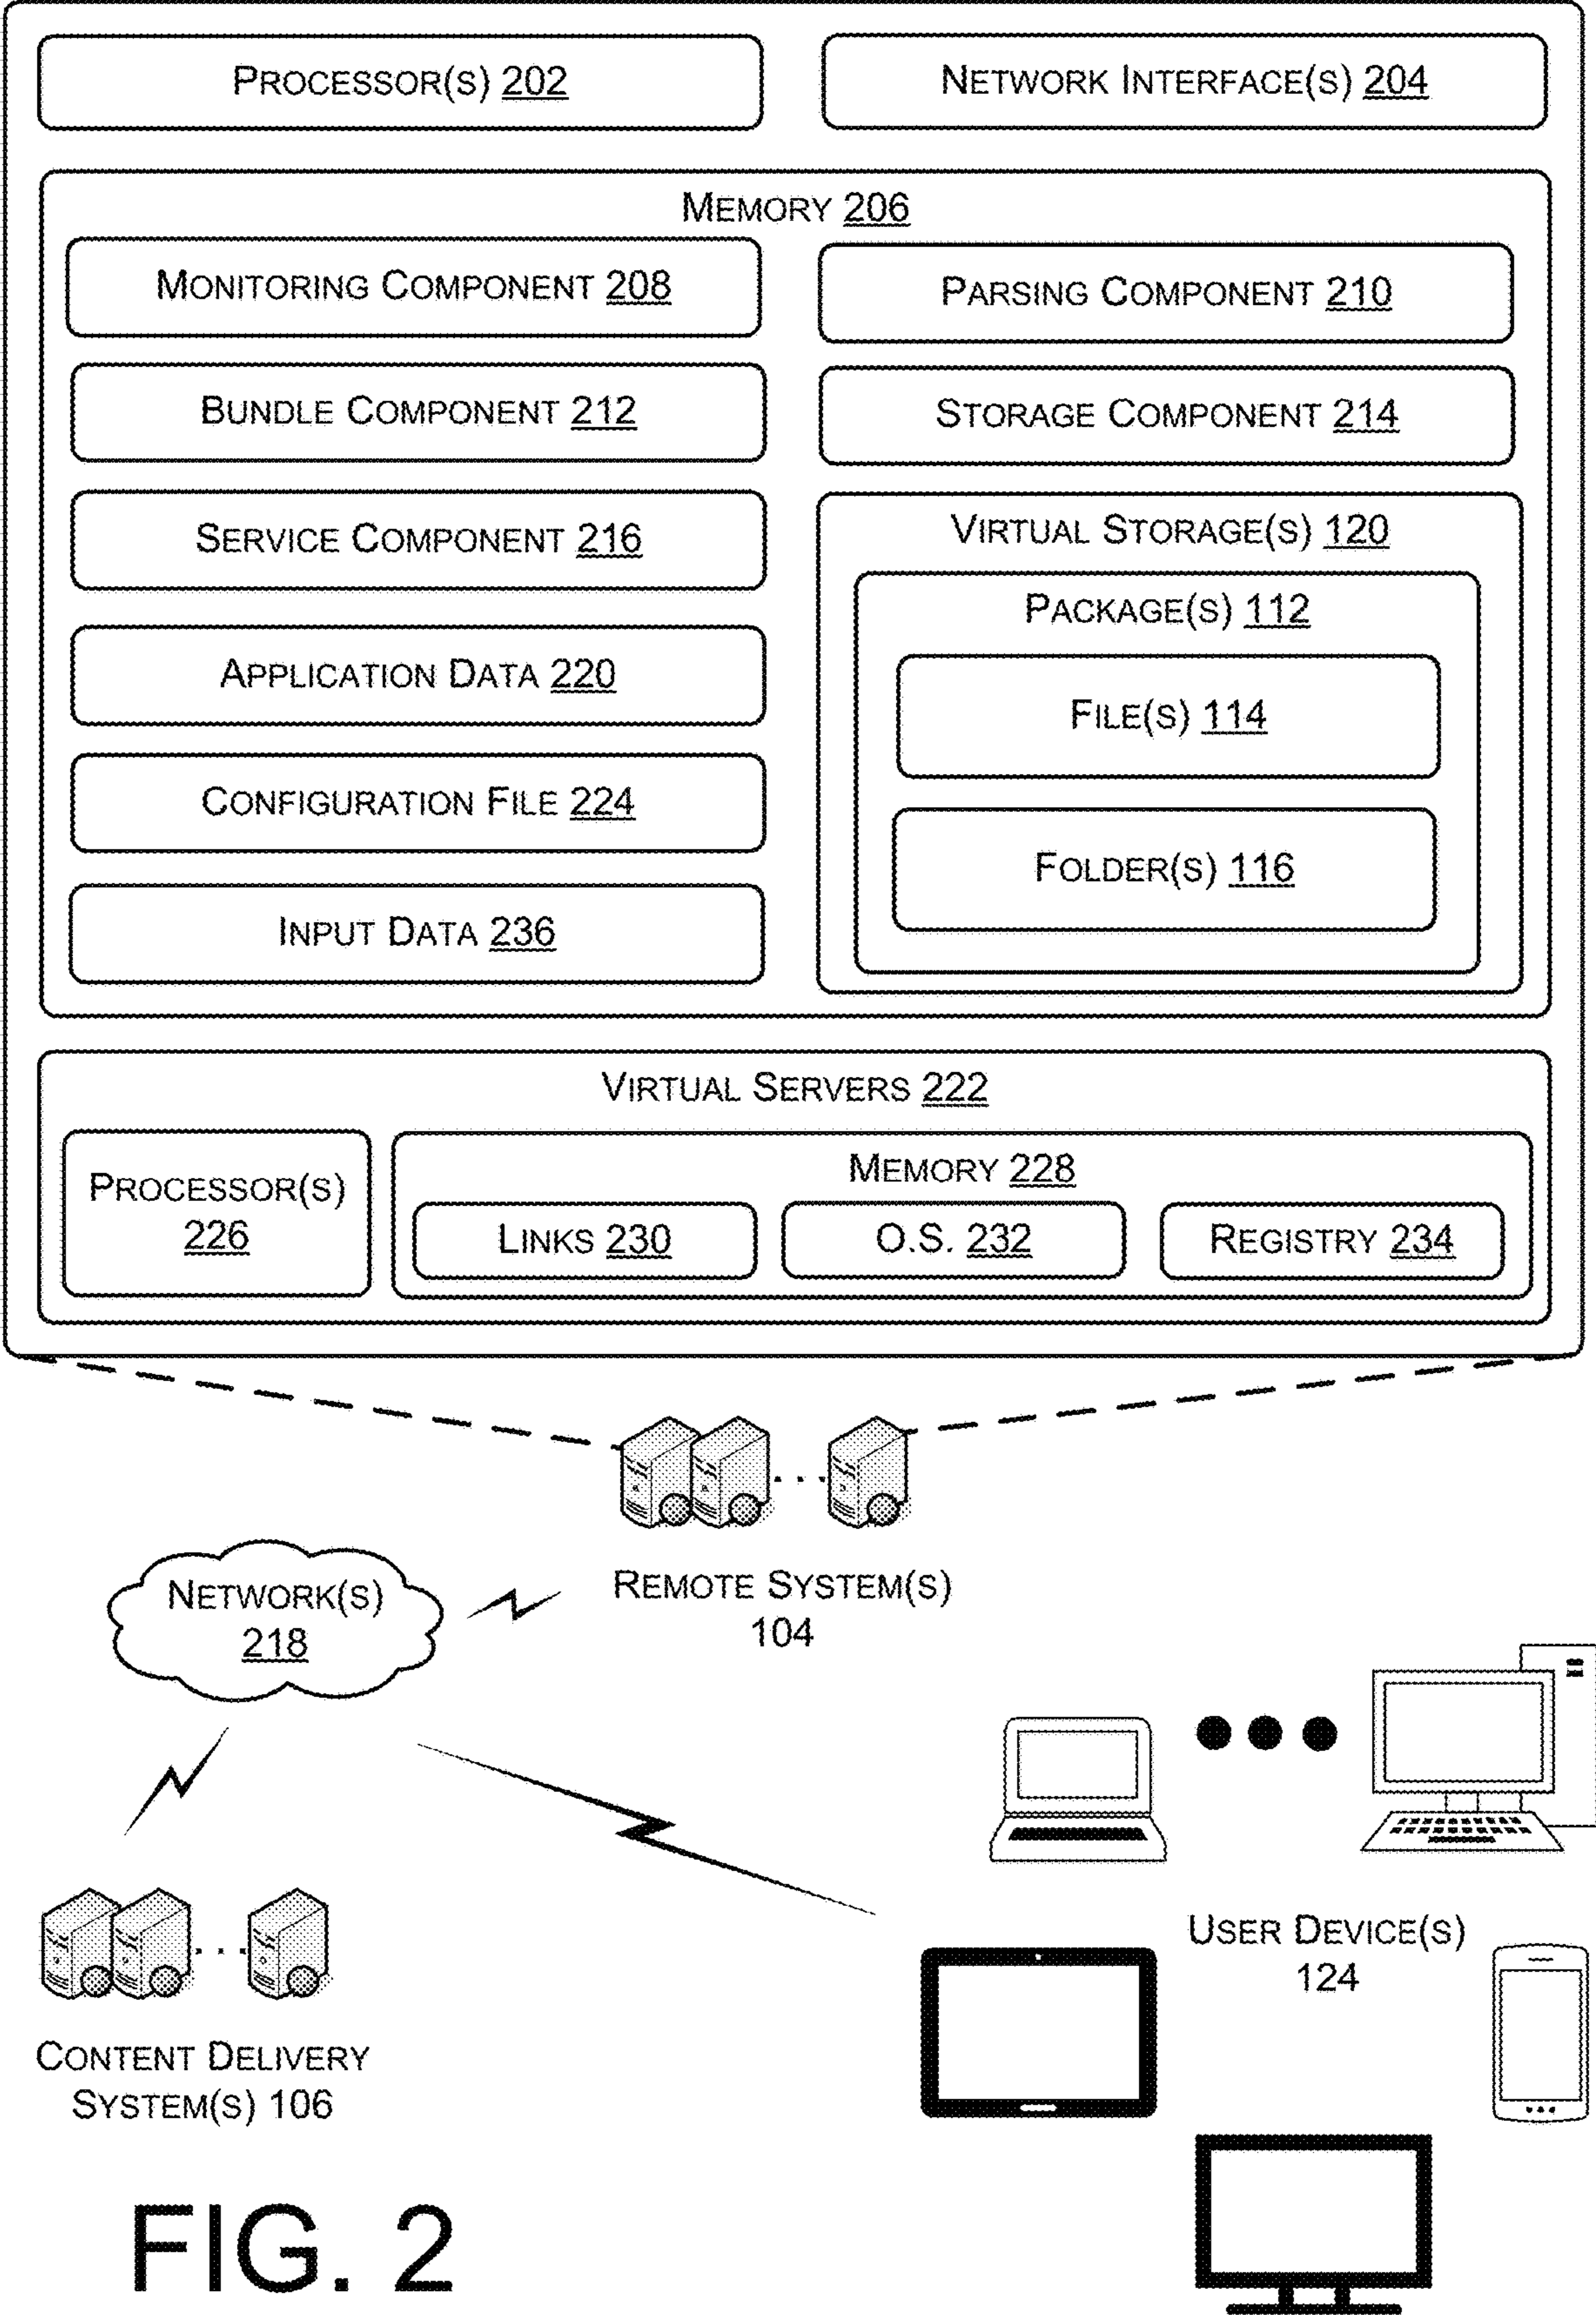 PROCESSOR(S) 202
NETWORK INTERFACE(S) 204
MEMORY 206
MONITORING COMPONENT 208
PARSING COMPONENT 210
BUNDLE COMPONENT 212
STORAGE COMPONENT 214
SERVICE COMPONENT 216
VIRTUAL STORAGE(S) 120
PACKAGE(S) 112
APPLICATION DATA 220
FILE(S) 114
CONFIGURATION FILE 224
FOLDER(S) 116
INPUT DATA 236
VIRTUAL SERVERS 222
PROCESSOR(S)
226
MEMORY 228
LINKS 230
O.S. 232
REGISTRY 234
REMOTE SYSTEM(S)
104
NETWORK(S)
218
USER DEVICE(S)
124
CONTENT DELIVERY
SYSTEM(S) 106
FIG. 2